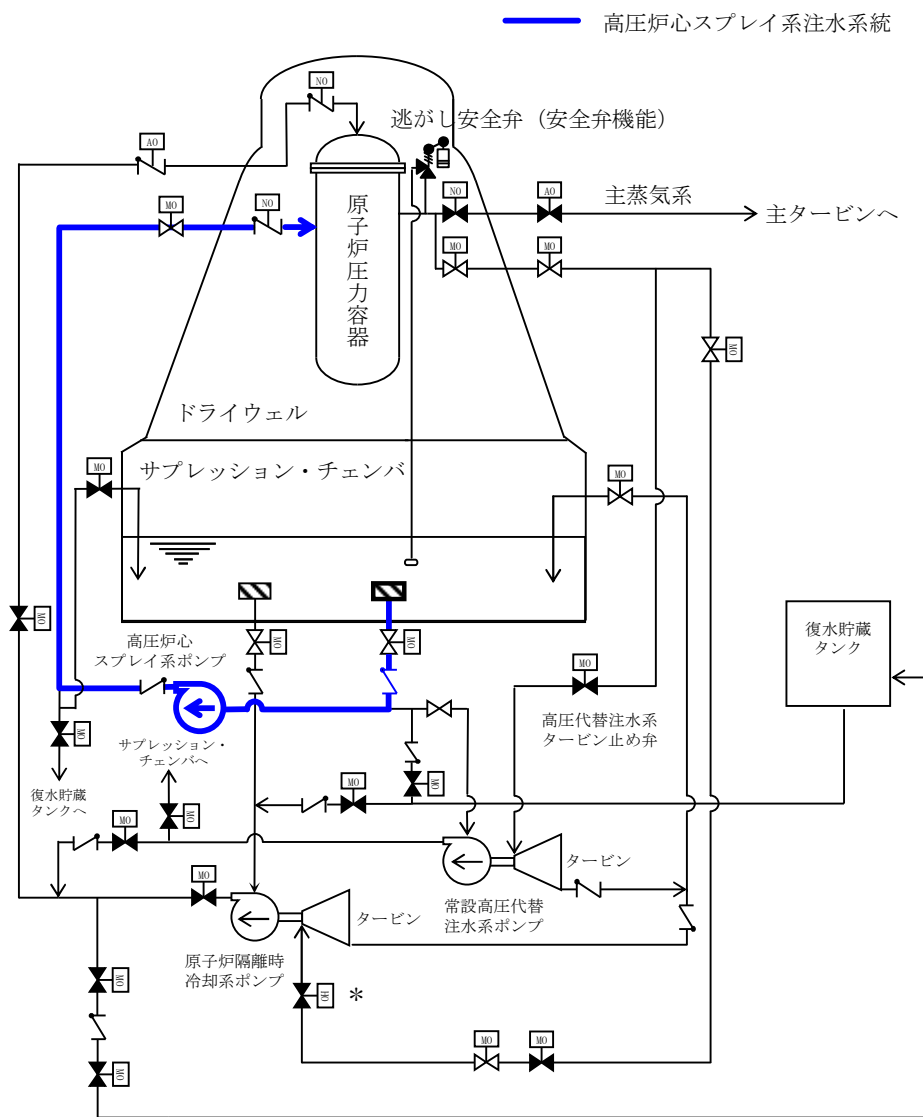 高圧炉心スプレイ系注水系統
NO
逃がし安全弁（安全弁機能）
AO
MO
NO
NO
AO
主蒸気系
主タービンへ
原子炉圧力容器
MO
MO
MO
ドライウェル
サプレッション・チェンバ
MO
MO
MO
MO
MO
復水貯蔵
タンク
高圧炉心
スプレイ系ポンプ
MO
高圧代替注水系
タービン止め弁
MO
サプレッション・
チェンバへ
復水貯蔵
タンクへ
MO
MO
MO
MO
タービン
常設高圧代替
注水系ポンプ
MO
タービン
原子炉隔離時
冷却系ポンプ
MO
HO
＊
MO
MO
MO